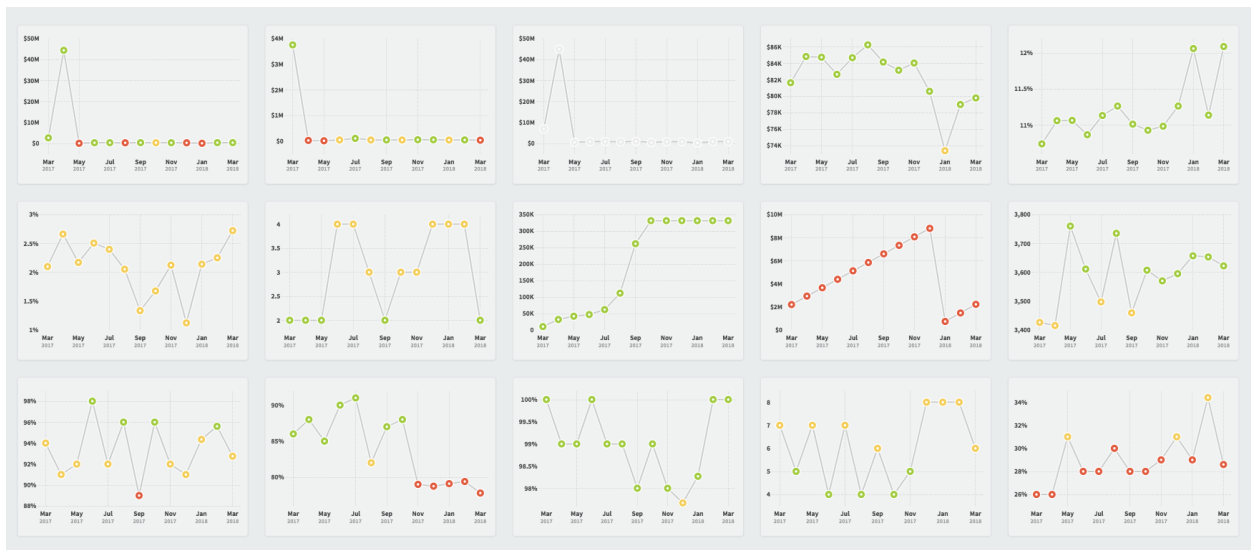 $50M
$40M
$30M
$20M
$10M
$0
Mar May Jul Sep Nov Jan Mar
2017 2017 2017 2017 2017 2018 2018
$4M
$3M
$2M
$1M
$0
Mar May Jul Sep Nov Jan Mar
2017 2017 2017 2017 2017 2018 2018
$50M
$40M
$30M
$20M
$10M
$0
Mar May Jul Sep Nov Jan Mar
2017 2017 2017 2017 2017 2018 2018
$86K
$84K
$82K
$80K
$78K
$76K
$74K
Mar May Jul Sep Nov Jan Mar
2017 2017 2017 2017 2017 2018 2018
12%
11.5%
11%
Mar May Jul Sep Nov Jan Mar
2017 2017 2017 2017 2017 2018 2018
3%
2.5%
2%
1.5%
1%
Mar May Jul Sep Nov Jan Mar
2017 2017 2017 2017 2017 2018 2018
4
3.5
3
2.5
2
Mar May Jul Sep Nov Jan Mar
2017 2017 2017 2017 2017 2018 2018
350K
300K
250K
200K
150K
100K
50K
0
Mar May Jul Sep Nov Jan Mar
2017 2017 2017 2017 2017 2018 2018
$10M
$8M
$6M
$4M
$2M
$0
Mar May Jul Sep Nov Jan Mar
2017 2017 2017 2017 2017 2018 2018
3,800
3,700
3,600
3,500
3,400
Mar May Jul Sep Nov Jan Mar
2017 2017 2017 2017 2017 2018 2018
98%
96%
94%
92%
90%
88%
Mar May Jul Sep Nov Jan Mar
2017 2017 2017 2017 2017 2018 2018
90%
85%
80%
Mar May Jul Sep Nov Jan Mar
2017 2017 2017 2017 2017 2018 2018
100%
99.5%
99%
98.5%
98%
Mar May Jul Sep Nov Jan Mar
2017 2017 2017 2017 2017 2018 2018
8
7
6
5
4
Mar May Jul Sep Nov Jan Mar
2017 2017 2017 2017 2017 2018 2018
34%
32%
30%
28%
26%
Mar May Jul Sep Nov Jan Mar
2017 2017 2017 2017 2017 2018 2018